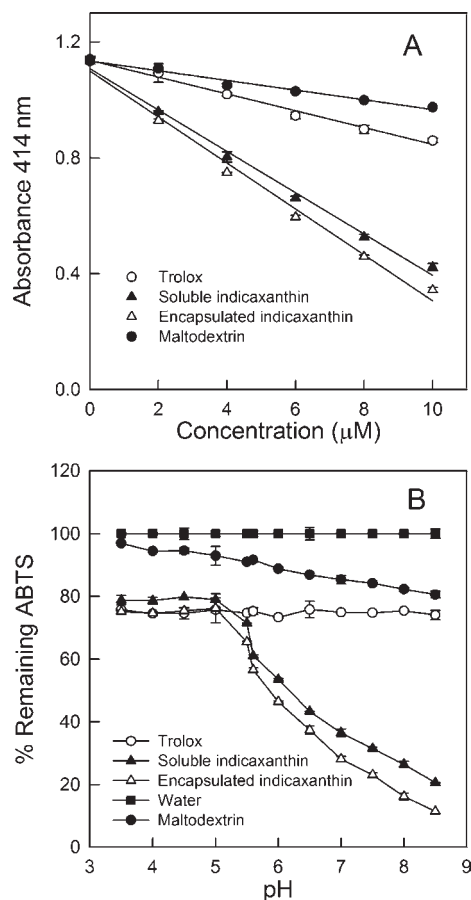 A
1.2
0.8
0.4
0.0
Absorbance 414 nm
Trolox
Soluble indicaxanthin
Encapsulated indicaxanthin
Maltodextrin
0 2 4 6 8 10
Concentration (μM)
B
120
100
80
60
40
20
0
% Remaining ABTS
Trolox
Soluble indicaxanthin
Encapsulated indicaxanthin
Water
Maltodextrin
3 4 5 6 7 8 9
pH